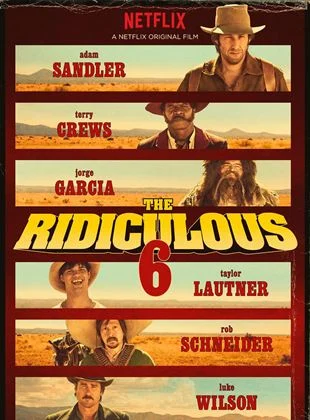 NETFLIX
A NETFLIX ORIGINAL FILM
adam
SANDLER
terry
CREWS
jorge
GARCIA
THE
RIDICULOUS
6
taylor
LAUTNER
rob
SCHNEIDER
luke
WILSON